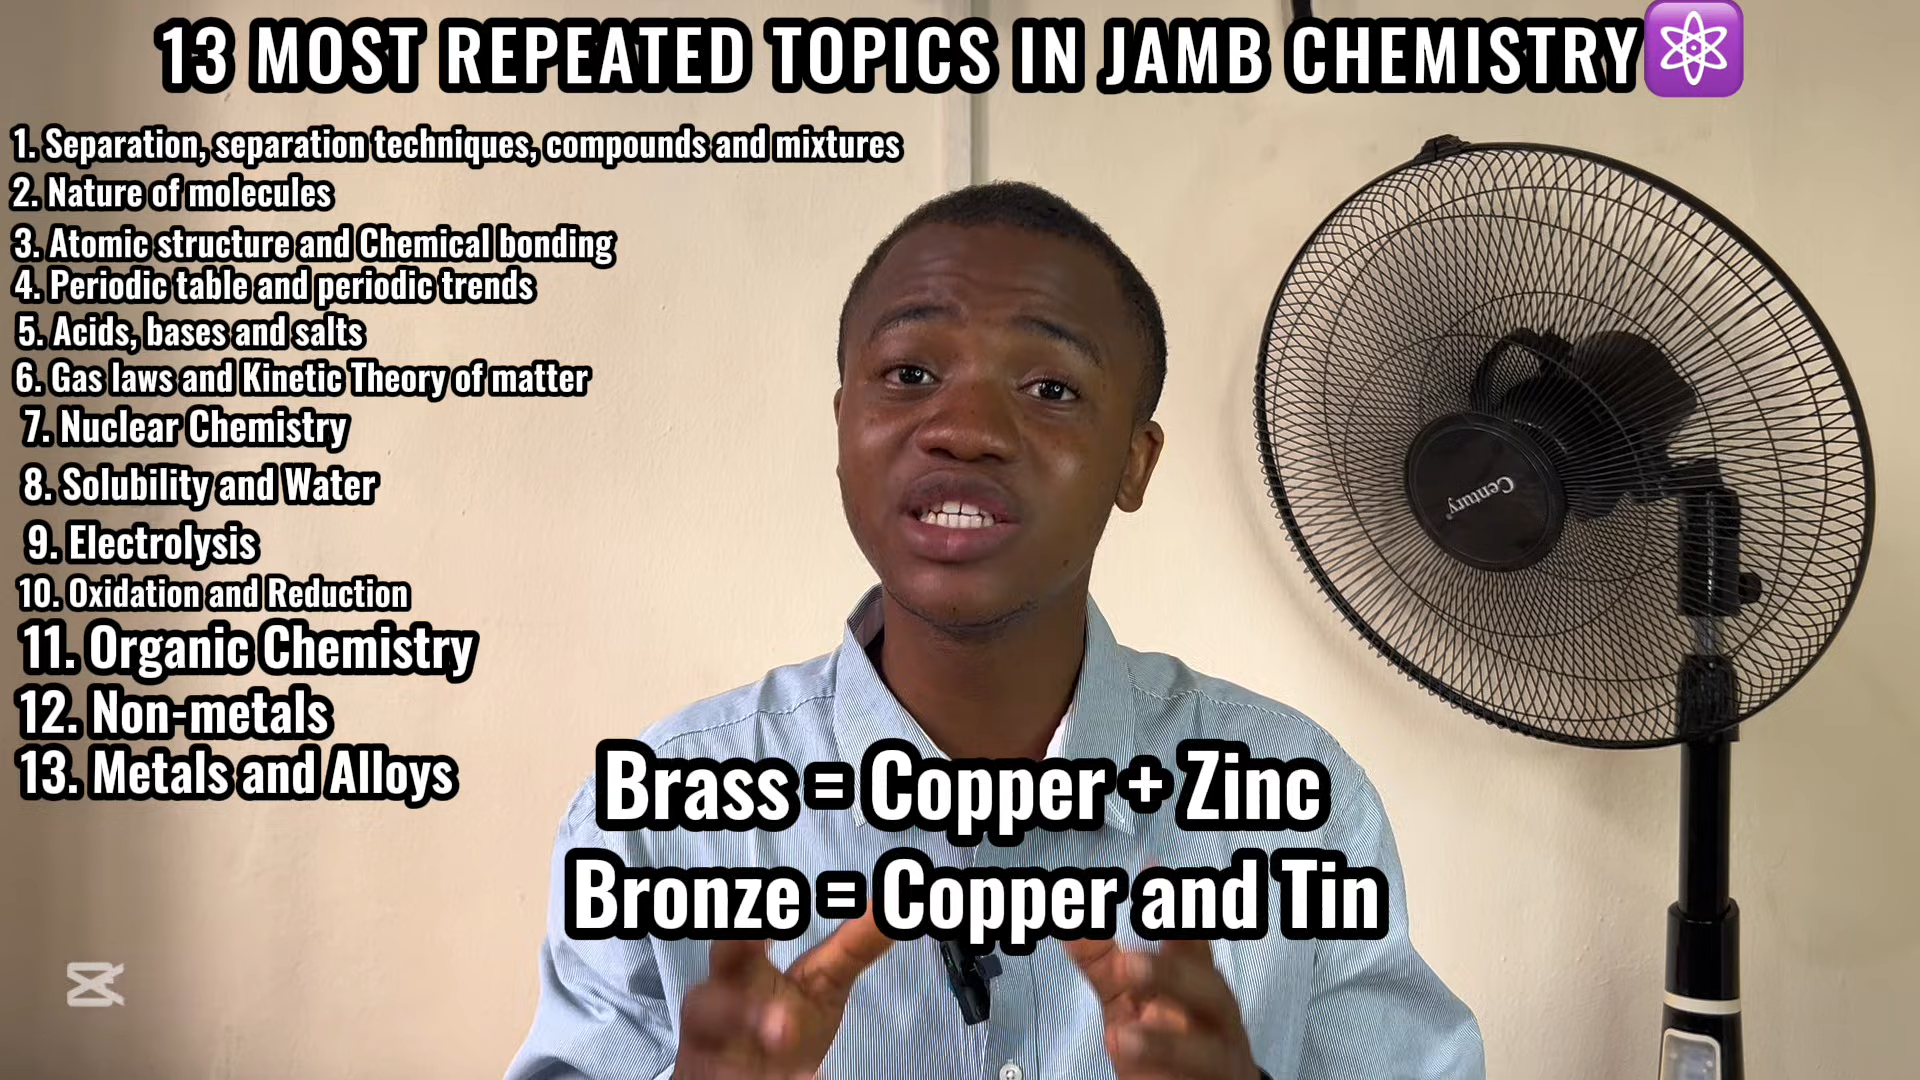 13 MOST REPEATED TOPICS IN JAMB CHEMISTRY
1. Separation, separation techniques, compounds and mixtures
2. Nature of molecules
3. Atomic structure and Chemical bonding
4. Periodic table and periodic trends
5. Acids, bases and salts
6. Gas laws and Kinetic Theory of matter
7. Nuclear Chemistry
8. Solubility and Water
9. Electrolysis
10. Oxidation and Reduction
11. Organic Chemistry
12. Non-metals
13. Metals and Alloys
Brass = Copper + Zinc
Bronze = Copper and Tin
Century